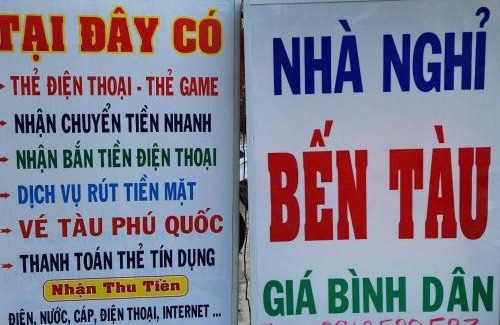 TẠI ĐÂY CÓ
THẺ ĐIỆN THOẠI - THẺ GAME
NHẬN CHUYỂN TIỀN NHANH
NHẬN BẮN TIỀN ĐIỆN THOẠI
DỊCH VỤ RÚT TIỀN MẶT
VÉ TÀU PHÚ QUỐC
THANH TOÁN THẺ TÍN DỤNG
Nhận Thu Tiền
ĐIỆN, NƯỚC, CÁP, ĐIỆN THOẠI, INTERNET ...
NHÀ NGHỈ
BẾN TÀU
GIÁ BÌNH DÂN